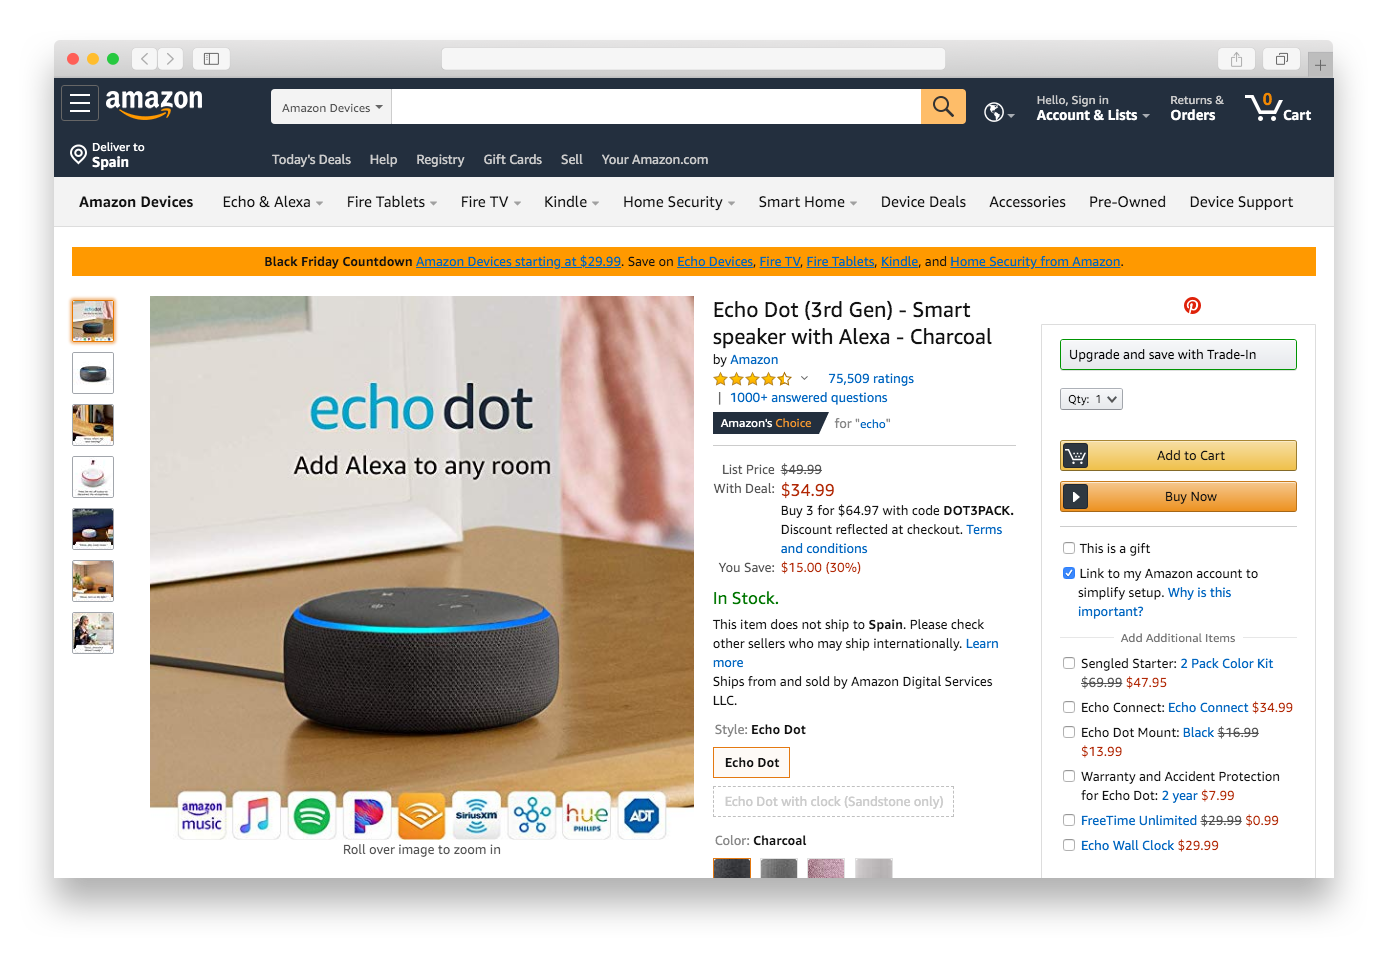 amazon
Amazon Devices
Hello, Sign in
Account & Lists
Returns &
Orders
0
Cart
Deliver to
Spain
Today's Deals Help Registry Gift Cards Sell Your Amazon.com
Amazon Devices Echo & Alexa Fire Tablets Fire TV Kindle Home Security Smart Home Device Deals Accessories Pre-Owned Device Support
Black Friday Countdown Amazon Devices starting at $29.99. Save on Echo Devices, Fire TV, Fire Tablets, Kindle, and Home Security from Amazon.
echo dot
Add Alexa to any room
amazon
music
SiriusXM
hue
PHILIPS
ADT
Roll over image to zoom in
Echo Dot (3rd Gen) - Smart
speaker with Alexa - Charcoal
by Amazon
75,509 ratings
| 1000+ answered questions
Amazon's Choice for "echo"
List Price $49.99
With Deal: $34.99
Buy 3 for $64.97 with code DOT3PACK.
Discount reflected at checkout. Terms
and conditions
You Save: $15.00 (30%)
In Stock.
This item does not ship to Spain. Please check
other sellers who may ship internationally. Learn
more
Ships from and sold by Amazon Digital Services
LLC.
Style: Echo Dot
Echo Dot
Echo Dot with clock (Sandstone only)
Color: Charcoal
Upgrade and save with Trade-In
Qty: 1
Add to Cart
Buy Now
This is a gift
Link to my Amazon account to
simplify setup. Why is this
important?
Add Additional Items
Sengled Starter: 2 Pack Color Kit
$69.99 $47.95
Echo Connect: Echo Connect $34.99
Echo Dot Mount: Black $16.99
$13.99
Warranty and Accident Protection
for Echo Dot: 2 year $7.99
FreeTime Unlimited $29.99 $0.99
Echo Wall Clock $29.99